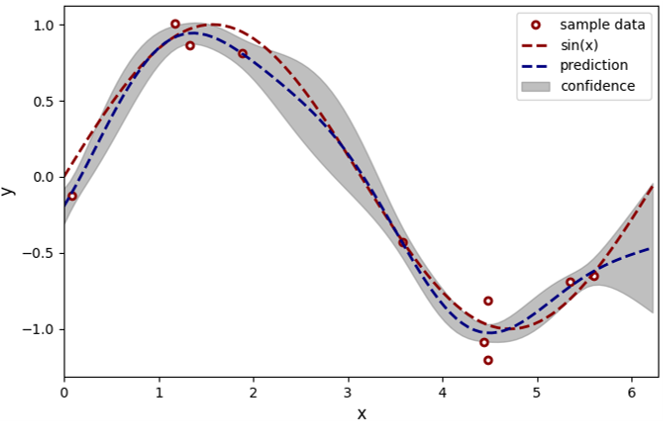 1.0
0.5
0.0
−0.5
−1.0
y
0 1 2 3 4 5 6
x
sample data
sin(x)
prediction
confidence